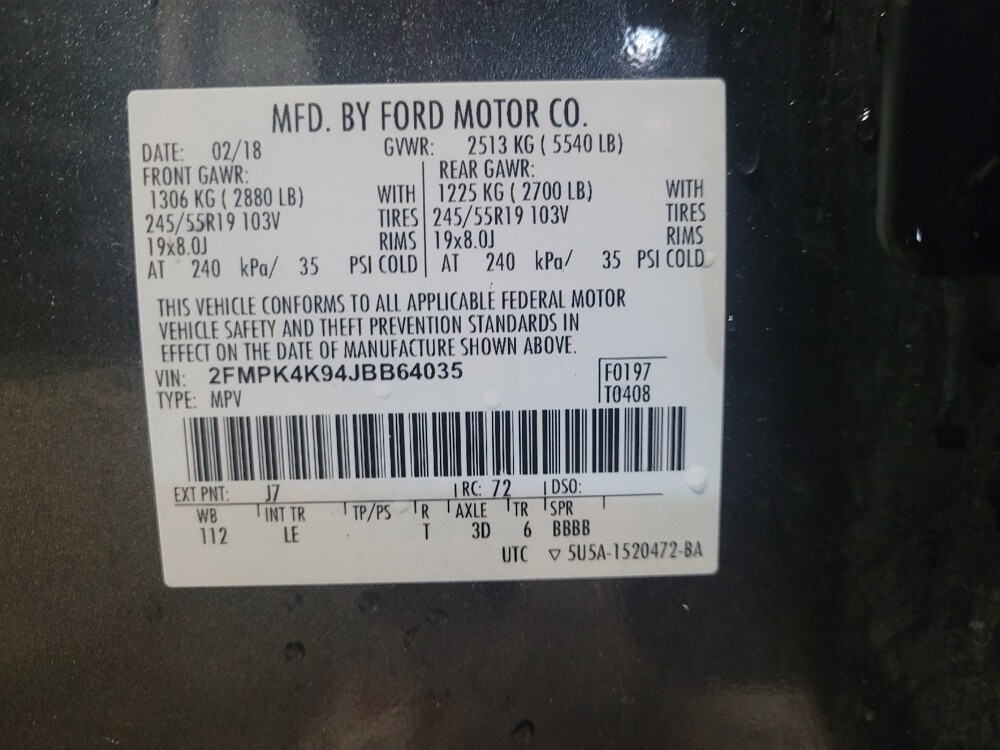 MFD. BY FORD MOTOR CO.
DATE: 02/18 GVWR: 2513 KG ( 5540 LB)
FRONT GAWR: REAR GAWR:
1306 KG ( 2880 LB) WITH 1225 KG ( 2700 LB) WITH
245/55R19 103V TIRES 245/55R19 103V TIRES
19x8.0J RIMS 19x8.0J RIMS
AT 240 kPa/ 35 PSI COLD AT 240 kPa/ 35 PSI COLD
THIS VEHICLE CONFORMS TO ALL APPLICABLE FEDERAL MOTOR
VEHICLE SAFETY AND THEFT PREVENTION STANDARDS IN
EFFECT ON THE DATE OF MANUFACTURE SHOWN ABOVE.
VIN: 2FMPK4K94JBB64035 F0197
TYPE: MPV T0408
EXT PNT: J7 RC: 72 DSO:
WB INT TR TP/PS R AXLE TR SPR
112 LE T 3D 6 BBBB
UTC ▽ 5U5A-1520472-BA